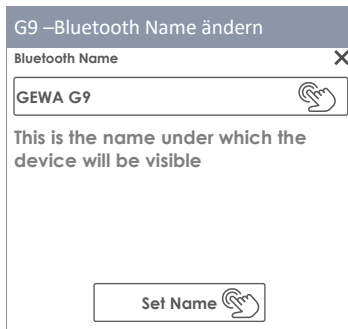 G9 –Bluetooth Name ändern
Bluetooth Name
GEWA G9
This is the name under which the
device will be visible
Set Name